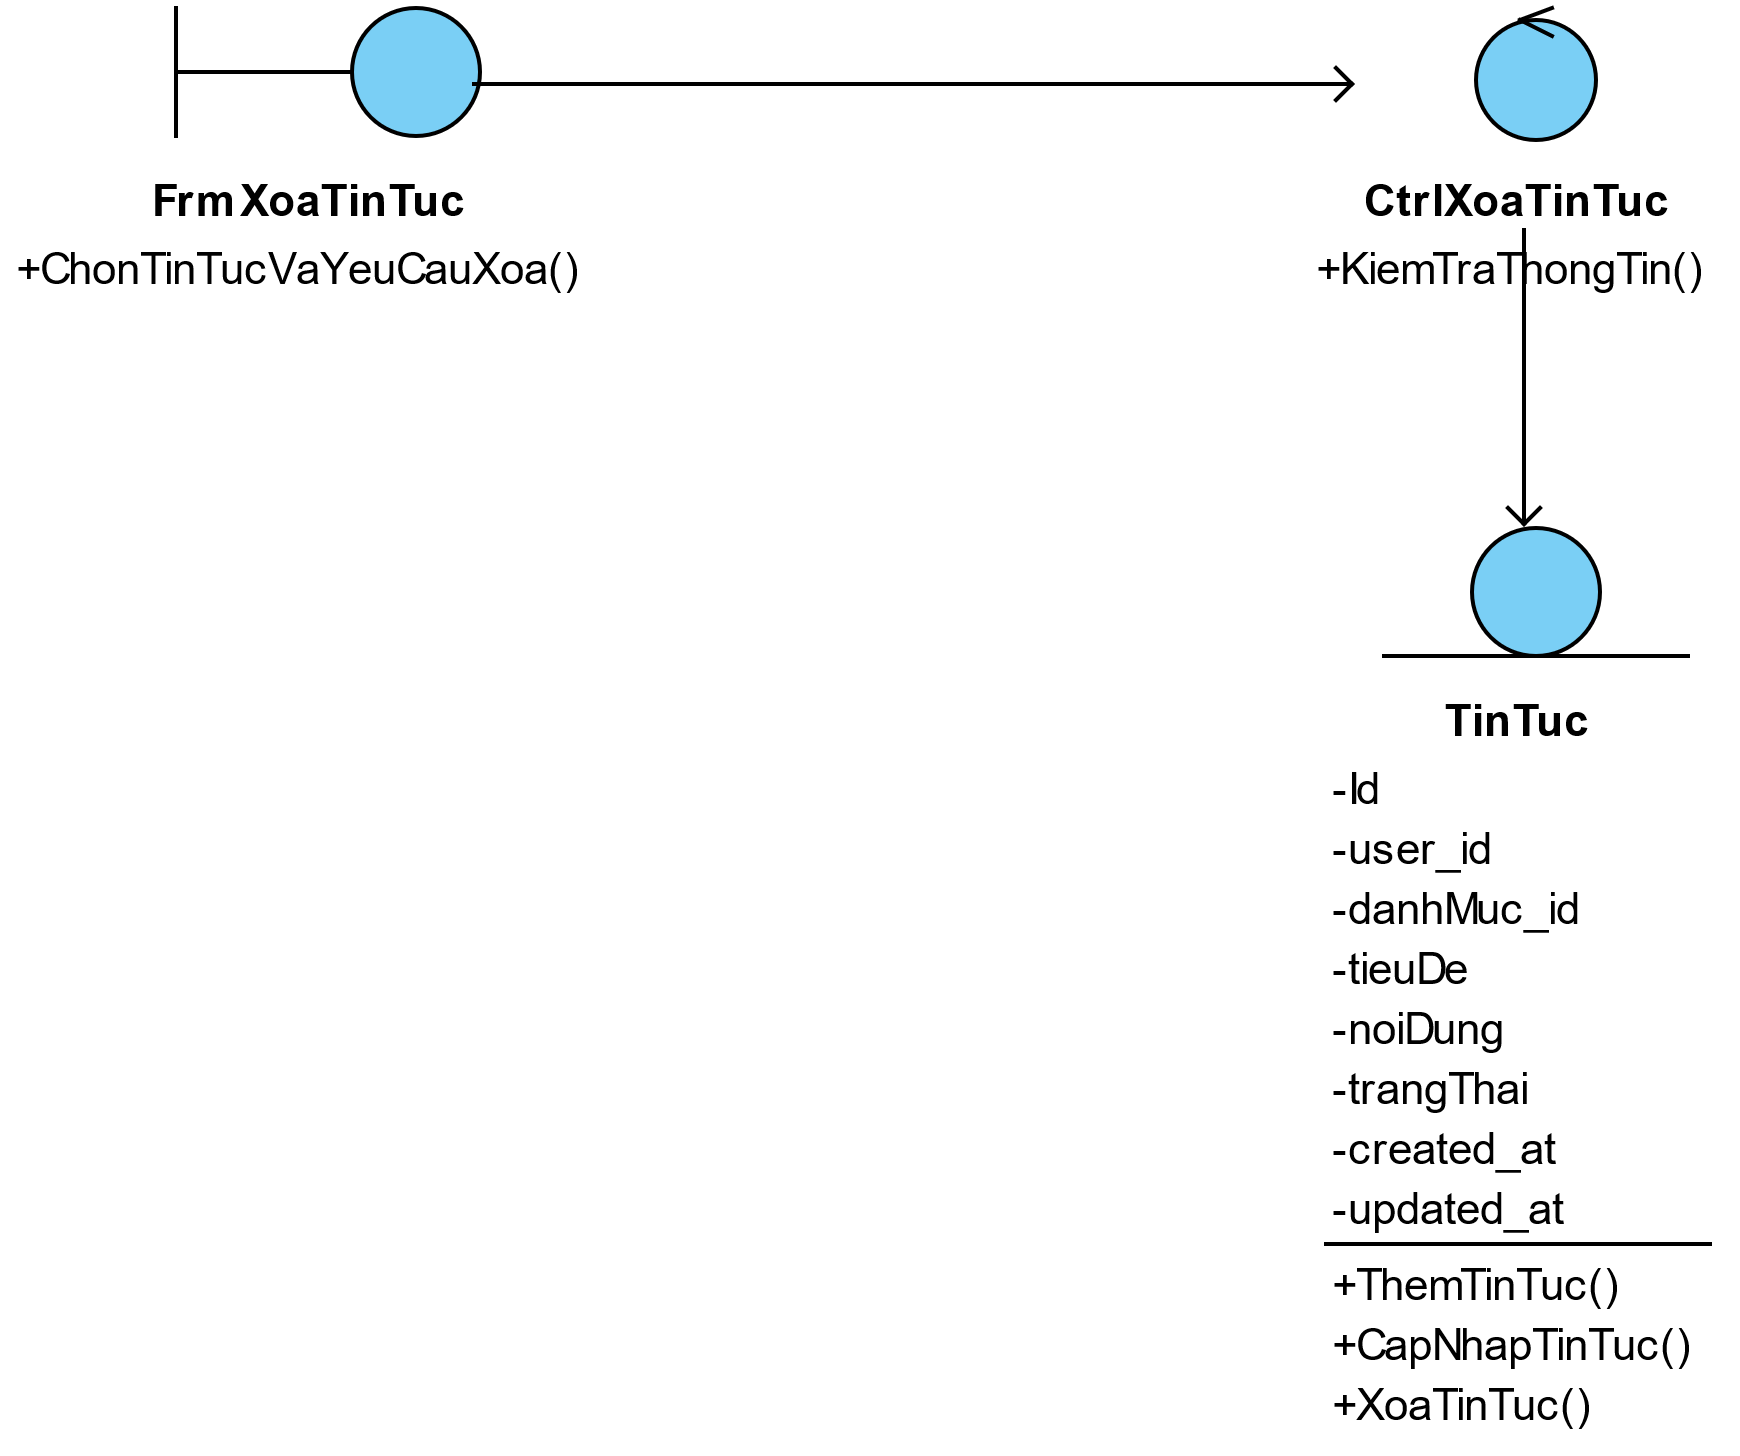 FrmXoaTinTuc
+ChonTinTucVaYeuCauXoa()
CtrlXoaTinTuc
+KiemTraThongTin()
TinTuc
-Id
-user_id
-danhMuc_id
-tieuDe
-noiDung
-trangThai
-created_at
-updated_at
+ThemTinTuc()
+CapNhapTinTuc()
+XoaTinTuc()